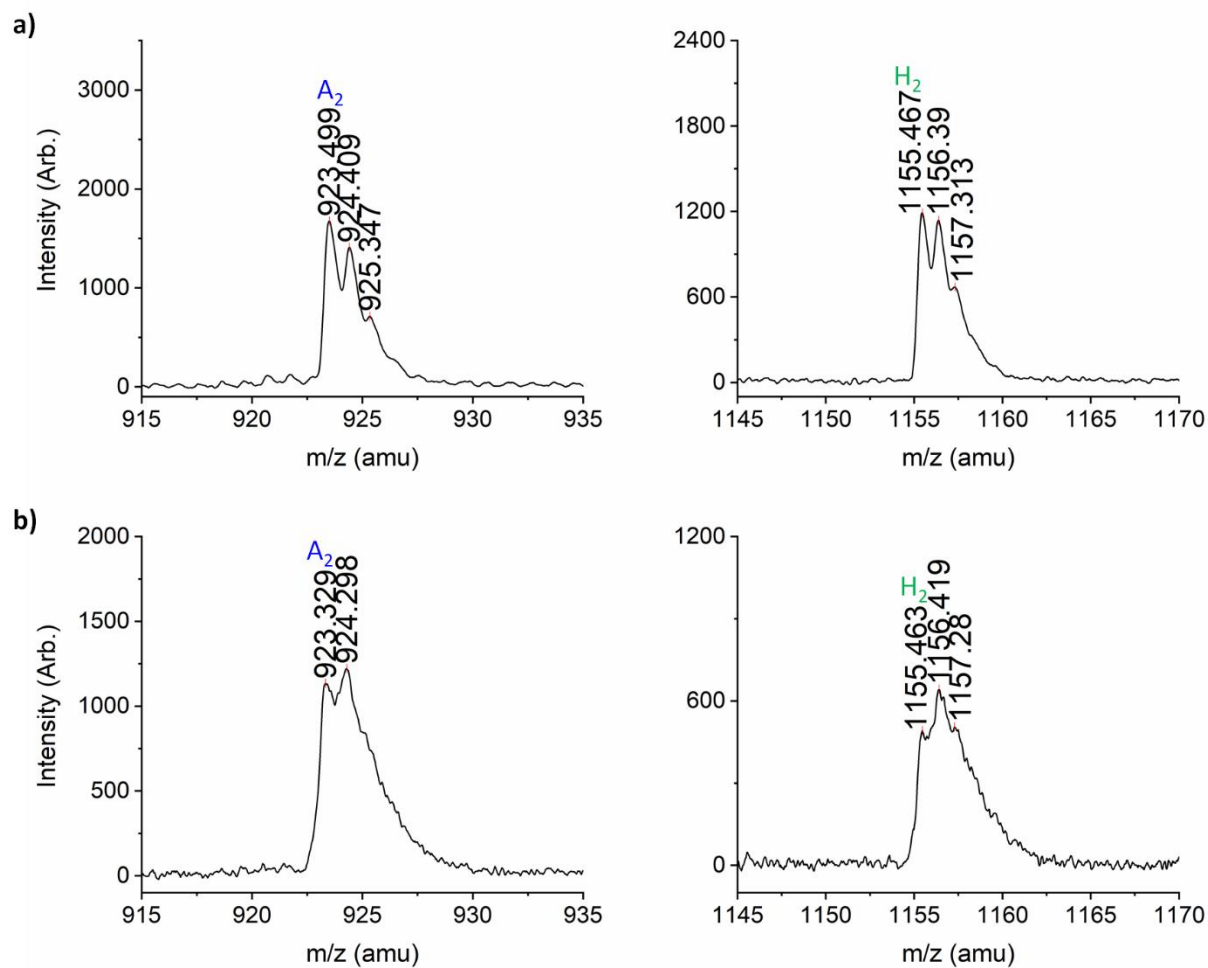 a)
Intensity (Arb.)
3000
2000
1000
0
A2
923.499
924.409
925.347
915 920 925 930 935
m/z (amu)
2400
1800
1200
600
0
H2
1155.467
1156.39
1157.313
1145 1150 1155 1160 1165 1170
m/z (amu)
b)
Intensity (Arb.)
2000
1500
1000
500
0
A2
923.329
924.298
915 920 925 930 935
m/z (amu)
1200
600
0
H2
1155.463
1156.419
1157.28
1145 1150 1155 1160 1165 1170
m/z (amu)